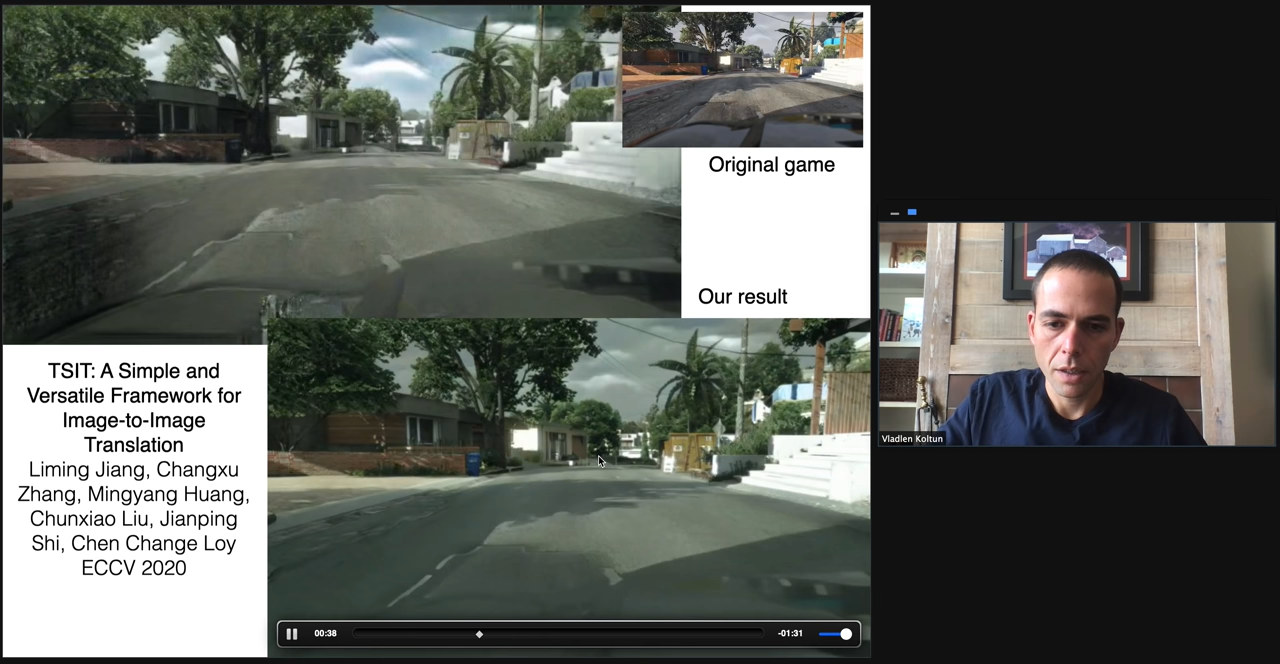 Original game
Our result
TSIT: A Simple and
Versatile Framework for
Image-to-Image
Translation
Liming Jiang, Changxu
Zhang, Mingyang Huang,
Chunxiao Liu, Jianping
Shi, Chen Change Loy
ECCV 2020
00:38
-01:31
Vladlen Koltun